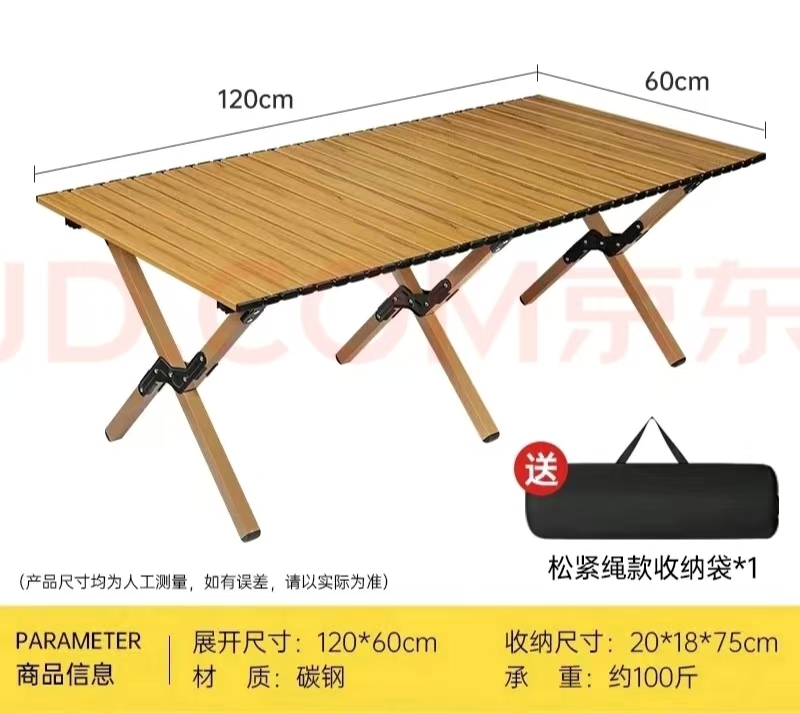 120cm
60cm
JD.COM京东
送
松紧绳款收纳袋*1
（产品尺寸均为人工测量，如有误差，请以实际为准）
PARAMETER
商品信息
展开尺寸：120*60cm
材 质：碳钢
收纳尺寸：20*18*75cm
承 重：约100斤